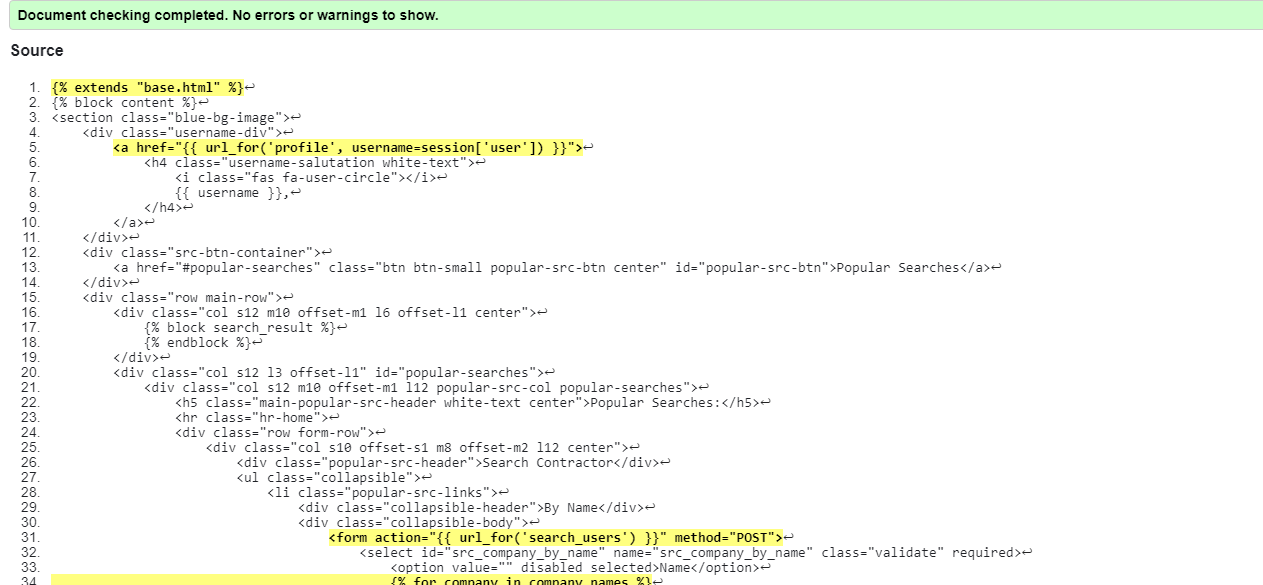 Document checking completed. No errors or warnings to show.
Source
1. {% extends "base.html" %}↩
2. {% block content %}↩
3. <section class="blue-bg-image">↩
4. <div class="username-div">↩
5. <a href="{{ url_for('profile', username=session['user']) }}">↩
6. <h4 class="username-salutation white-text">↩
7. <i class="fas fa-user-circle"></i>↩
8. {{ username }},↩
9. </h4>↩
10. </a>↩
11. </div>↩
12. <div class="src-btn-container">↩
13. <a href="#popular-searches" class="btn btn-small popular-src-btn center" id="popular-src-btn">Popular Searches</a>↩
14. </div>↩
15. <div class="row main-row">↩
16. <div class="col s12 m10 offset-m1 l6 offset-l1 center">↩
17. {% block search_result %}↩
18. {% endblock %}↩
19. </div>↩
20. <div class="col s12 l3 offset-l1" id="popular-searches">↩
21. <div class="col s12 m10 offset-m1 l12 popular-src-col popular-searches">↩
22. <h5 class="main-popular-src-header white-text center">Popular Searches:</h5>↩
23. <hr class="hr-home">↩
24. <div class="row form-row">↩
25. <div class="col s10 offset-s1 m8 offset-m2 l12 center">↩
26. <div class="popular-src-header">Search Contractor</div>↩
27. <ul class="collapsible">↩
28. <li class="popular-src-links">↩
29. <div class="collapsible-header">By Name</div>↩
30. <div class="collapsible-body">↩
31. <form action="{{ url_for('search_users') }}" method="POST">↩
32. <select id="src_company_by_name" name="src_company_by_name" class="validate" required>↩
33. <option value="" disabled selected>Name</option>↩
34. {% for company in company_names %}↩